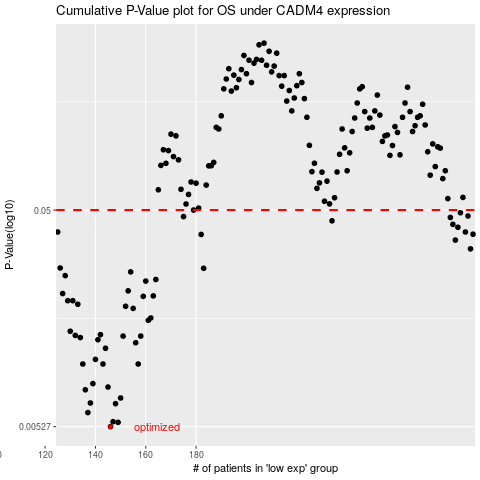 Cumulative P-Value plot for OS under CADM4 expression
P-Value(log10)
0.05
0.00527
optimized
0 120 140 160 180
# of patients in 'low exp' group